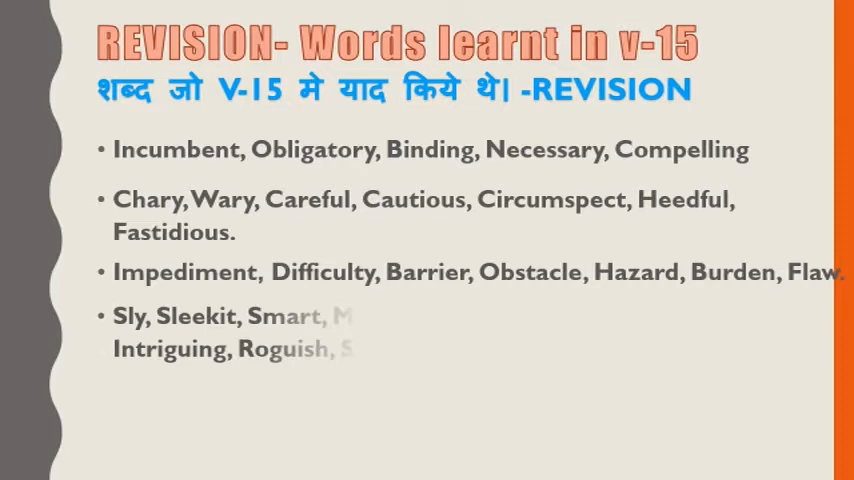 REVISION- Words learnt in v-15
शब्द जो V-15 मे याद किये थे। -REVISION
• Incumbent, Obligatory, Binding, Necessary, Compelling
• Chary, Wary, Careful, Cautious, Circumspect, Heedful,
Fastidious.
• Impediment, Difficulty, Barrier, Obstacle, Hazard, Burden, Flaw.
• Sly, Sleekit, Smart,
Intriguing, Roguish,